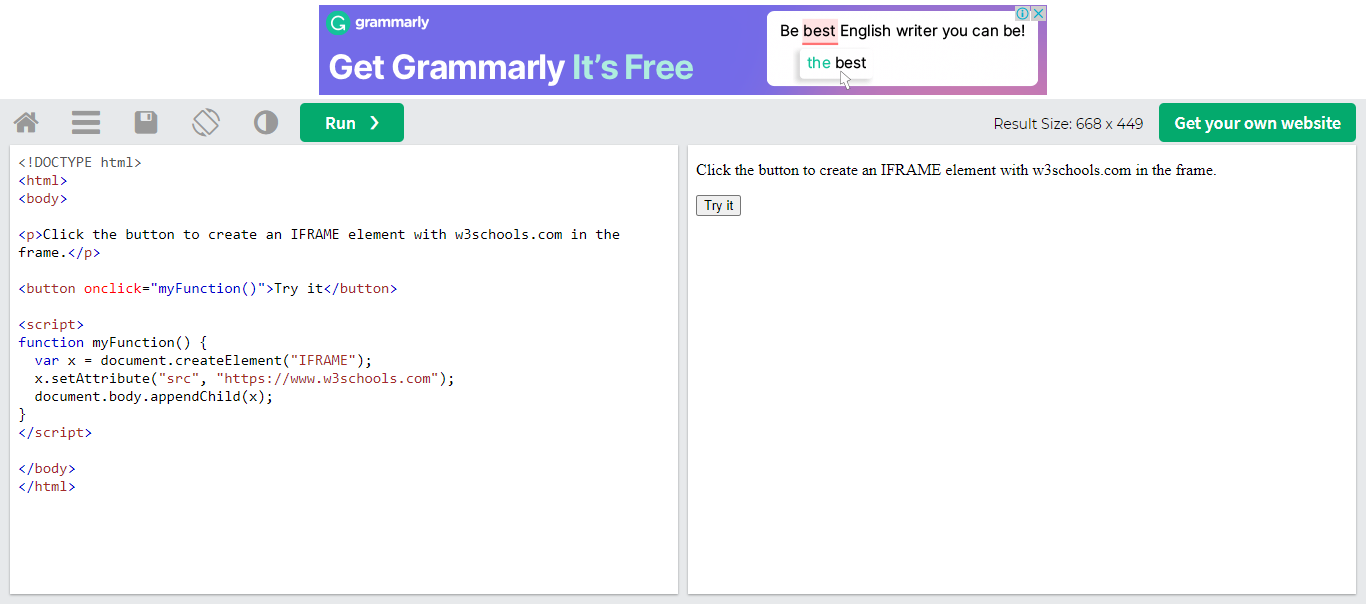 grammarly
Get Grammarly It's Free
Be best English writer you can be!
the best
Run ❯
Result Size: 668 x 449
Get your own website
<!DOCTYPE html>
<html>
<body>
<p>Click the button to create an IFRAME element with w3schools.com in the
frame.</p>
<button onclick="myFunction()">Try it</button>
<script>
function myFunction() {
  var x = document.createElement("IFRAME");
  x.setAttribute("src", "https://www.w3schools.com");
  document.body.appendChild(x);
}
</script>
</body>
</html>
Click the button to create an IFRAME element with w3schools.com in the frame.
Try it